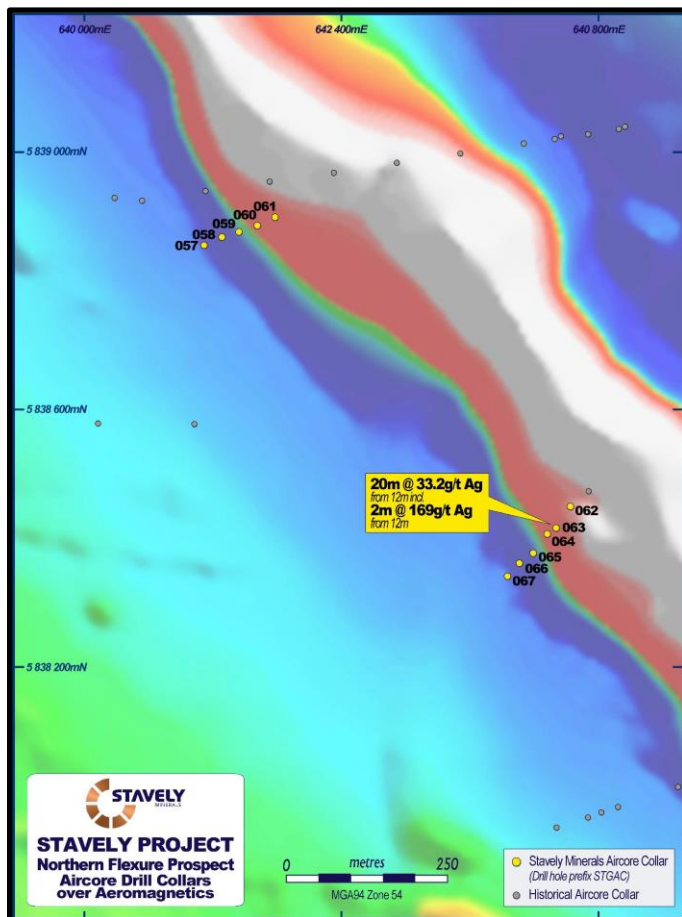 640 000mE
642 400mE
640 800mE
5 839 000mN
061
060
059
058
057
5 838 600mN
20m @ 33.2g/t Ag
from 12m incl.
2m @ 169g/t Ag
from 12m
062
063
064
065
066
067
5 838 200mN
STAVELY
MINERALS
STAVELY PROJECT
Northern Flexure Prospect
Aircore Drill Collars
over Aeromagnetics
0 metres 250
MGA94 Zone 54
Stavely Minerals Aircore Collar
(Drill hole prefix STGAC)
Historical Aircore Collar